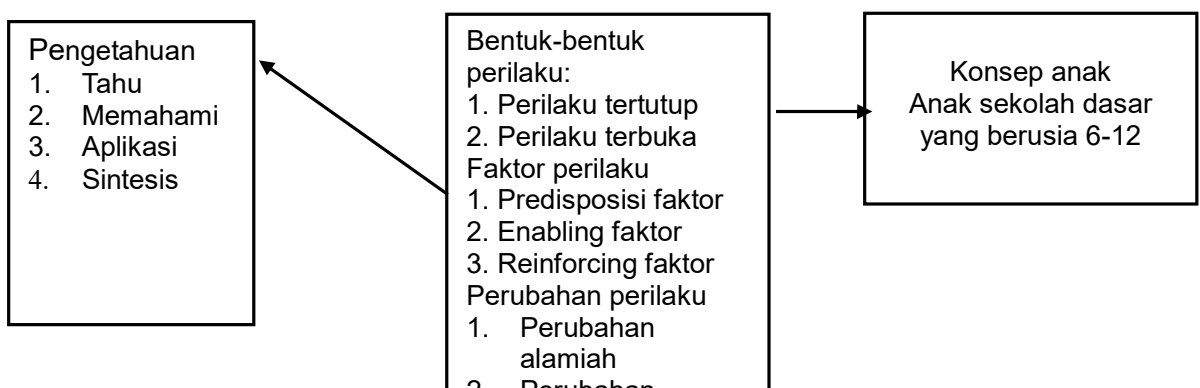 Pengetahuan
1. Tahu
2. Memahami
3. Aplikasi
4. Sintesis
Bentuk-bentuk
perilaku:
1. Perilaku tertutup
2. Perilaku terbuka
Faktor perilaku
1. Predisposisi faktor
2. Enabling faktor
3. Reinforcing faktor
Perubahan perilaku
1. Perubahan
alamiah
2. Perubahan
Konsep anak
Anak sekolah dasar
yang berusia 6-12